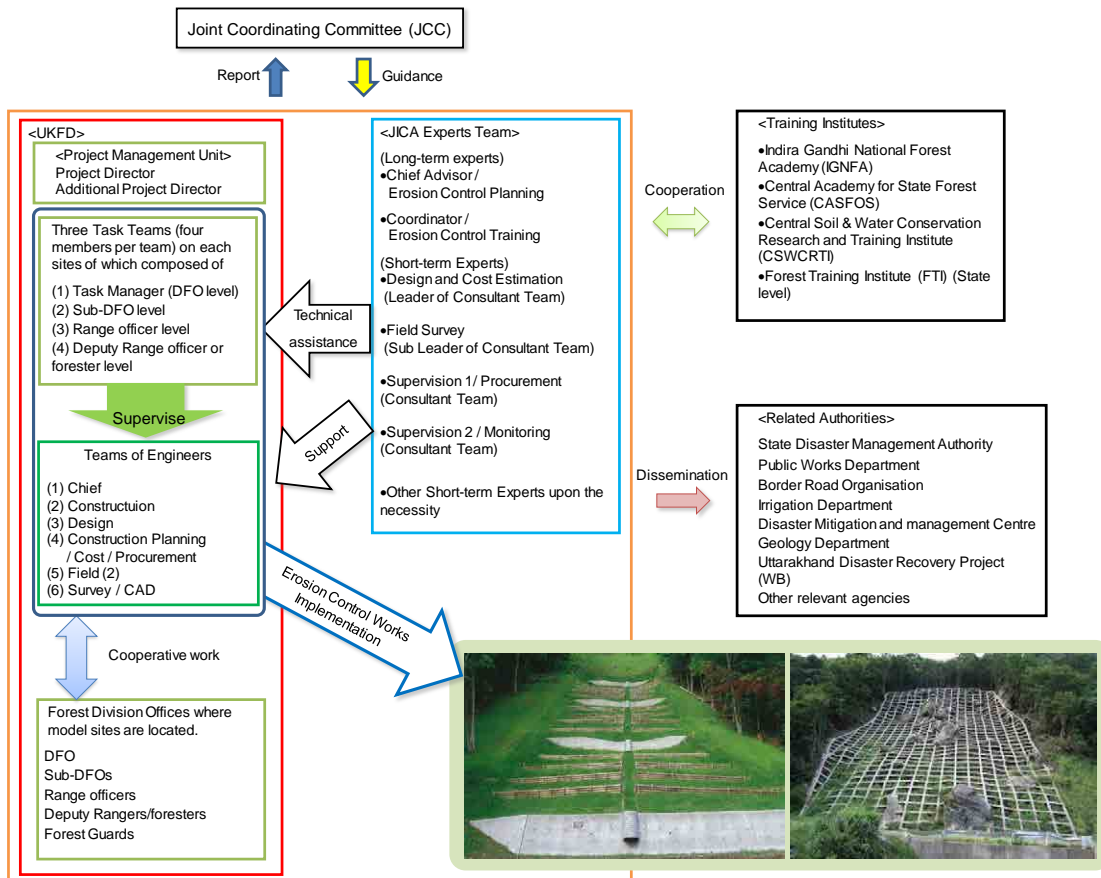 Joint Coordinating Committee (JCC)
Report
Guidance
<UKFD>
<Project Management Unit>
Project Director
Additional Project Director
Three Task Teams (four
members per team) on each
sites of which composed of
(1) Task Manager (DFO level)
(2) Sub-DFO level
(3) Range officer level
(4) Deputy Range officer or
forester level
Supervise
Teams of Engineers
(1) Chief
(2) Constructuion
(3) Design
(4) Construction Planning
/ Cost / Procurement
(5) Field (2)
(6) Survey / CAD
Cooperative work
Forest Division Offices where
model sites are located.
DFO
Sub-DFOs
Range officers
Deputy Rangers/foresters
Forest Guards
Technical
assistance
Support
Erosion Control Works
Implementation
<JICA Experts Team>
(Long-term experts)
•Chief Advisor /
Erosion Control Planning
•Coordinator /
Erosion Control Training
(Short-term Experts)
•Design and Cost Estimation
(Leader of Consultant Team)
•Field Survey
(Sub Leader of Consultant Team)
•Supervision 1/ Procurement
(Consultant Team)
•Supervision 2 / Monitoring
(Consultant Team)
•Other Short-term Experts upon the
necessity
Cooperation
<Training Institutes>
•Indira Gandhi National Forest
Academy (IGNFA)
•Central Academy for State Forest
Service (CASFOS)
•Central Soil & Water Conservation
Research and Training Institute
(CSWCRTI)
•Forest Training Institute (FTI) (State
level)
Dissemination
<Related Authorities>
State Disaster Management Authority
Public Works Department
Border Road Organisation
Irrigation Department
Disaster Mitigation and management Centre
Geology Department
Uttarakhand Disaster Recovery Project
(WB)
Other relevant agencies